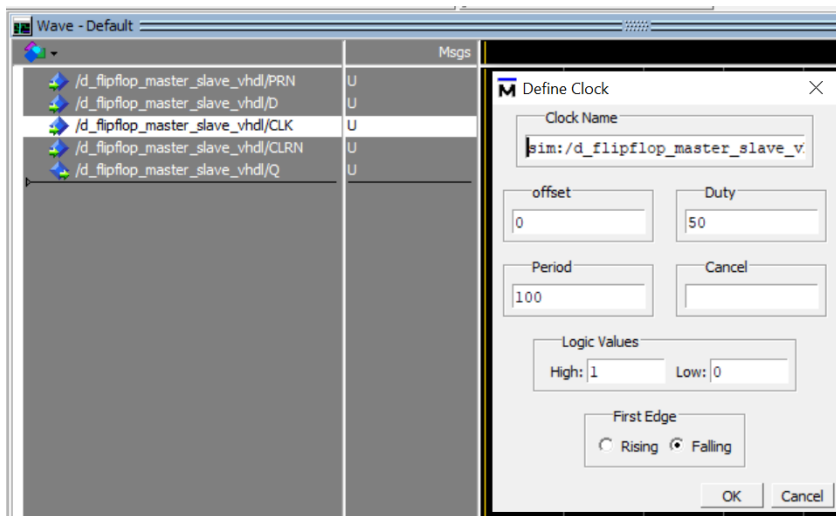 Wave - Default
Msgs
/d_flipflop_master_slave_vhdl/PRN U
/d_flipflop_master_slave_vhdl/D U
/d_flipflop_master_slave_vhdl/CLK U
/d_flipflop_master_slave_vhdl/CLRN U
/d_flipflop_master_slave_vhdl/Q U
M Define Clock
Clock Name
sim:/d_flipflop_master_slave_v
offset Duty
0 50
Period Cancel
100
Logic Values
High: 1 Low: 0
First Edge
Rising Falling
OK Cancel